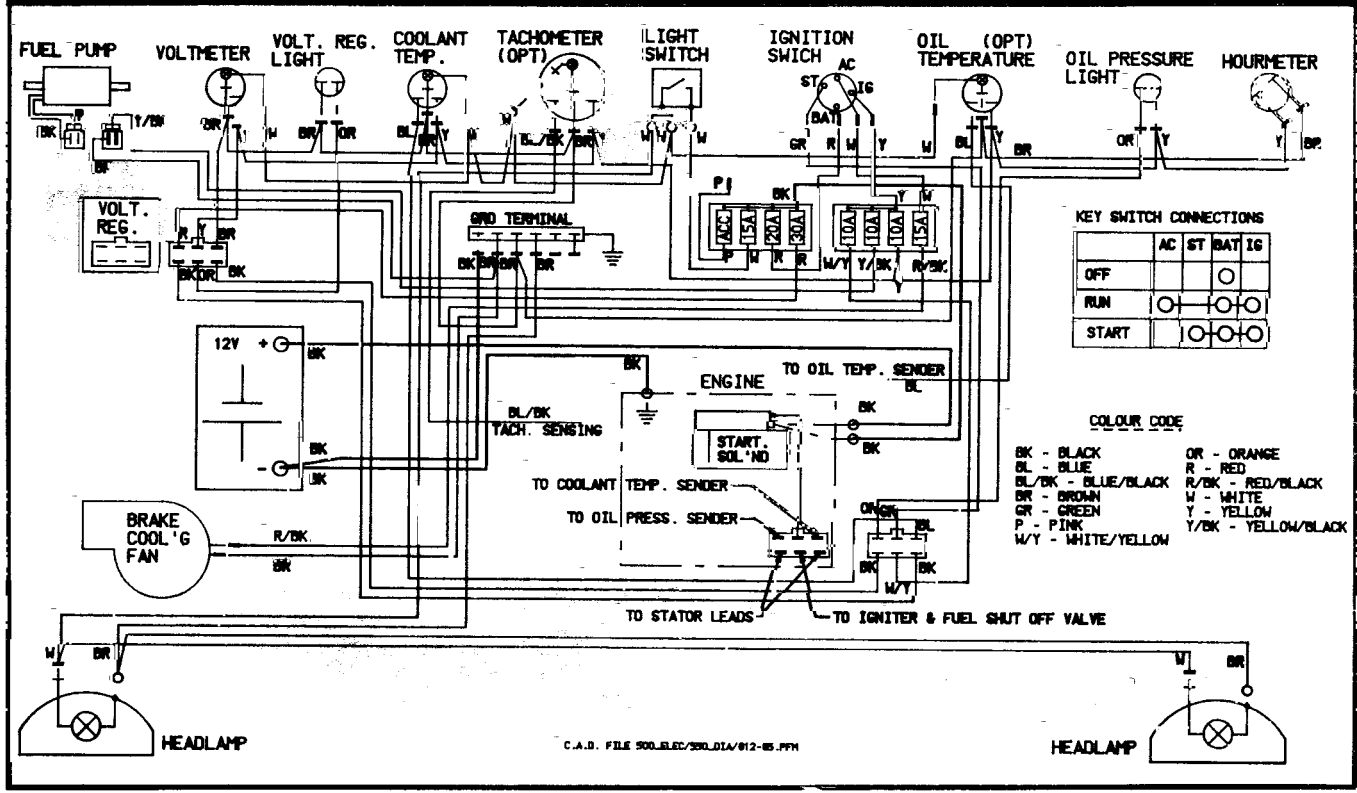 FUEL PUMP
VOLTMETER
VOLT. REG.
LIGHT
COOLANT
TEMP.
TACHOMETER
(OPT)
LIGHT
SWITCH
IGNITION
SWICH
OIL (OPT)
TEMPERATURE
OIL PRESSURE
LIGHT
HOURMETER
AC
ST
IG
BAT
P
BK
Y/BK
BR
W
BR
OR
BL
BR
Y
W
W
BL/BK
BR
Y
W
W
W
GR
R
W
Y
W
BL
Y
BR
OR
Y
Y
BR
VOLT.
REG.
R
Y
BR
BK
OR
BK
GRD TERMINAL
BK
BR
BR
BR
P
BK
Y
W
ACC
15A
20A
30A
10A
10A
10A
15A
P
W
R
R
W/Y
Y/BK
R/BK
KEY SWITCH CONNECTIONS
AC ST BAT IG
OFF
RUN
START
12V
+
BK
BK
-
BK
BK
ENGINE
TO OIL TEMP. SENDER
BL
BL/BK
TACH. SENSING
START.
SOL'ND
BK
BK
COLOUR CODE
BK - BLACK
BL - BLUE
BL/BK - BLUE/BLACK
BR - BROWN
GR - GREEN
P - PINK
W/Y - WHITE/YELLOW
OR - ORANGE
R - RED
R/BK - RED/BLACK
W - WHITE
Y - YELLOW
Y/BK - YELLOW/BLACK
TO COOLANT TEMP. SENDER
TO OIL PRESS. SENDER
OR
GR
BL
BK
BK
W/Y
BRAKE
COOL'G
FAN
R/BK
BR
TO STATOR LEADS
TO IGNITER & FUEL SHUT OFF VALVE
W
BR
W
BR
HEADLAMP
HEADLAMP